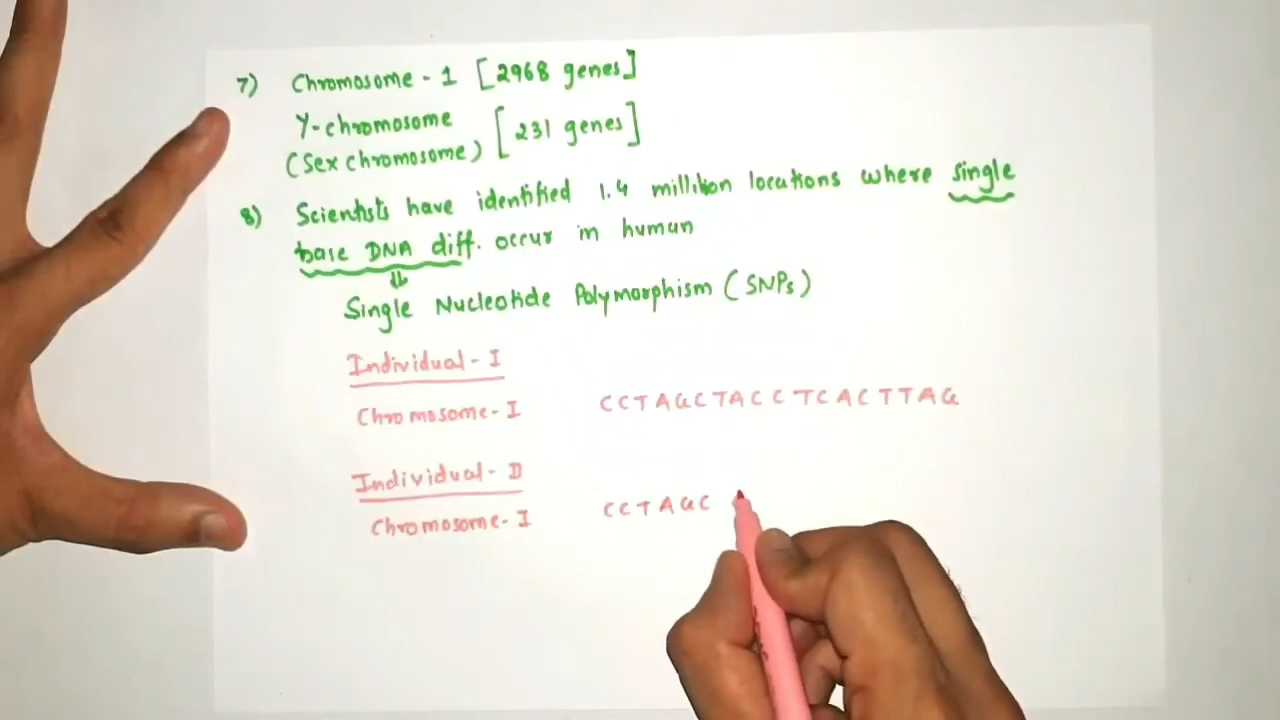 7) Chromosome - 1 [2968 genes]
Y-chromosome
(Sex chromosome) [231 genes]
8) Scientists have identified 1.4 milliion locations where single
base DNA diff. occur in human
⇓
Single Nucleotide Polymorphism (SNPs)
Individual - I
Chromosome - I CCTAGCTACCTCACTTAG
Individual - II
Chromosome - I CCTAGC